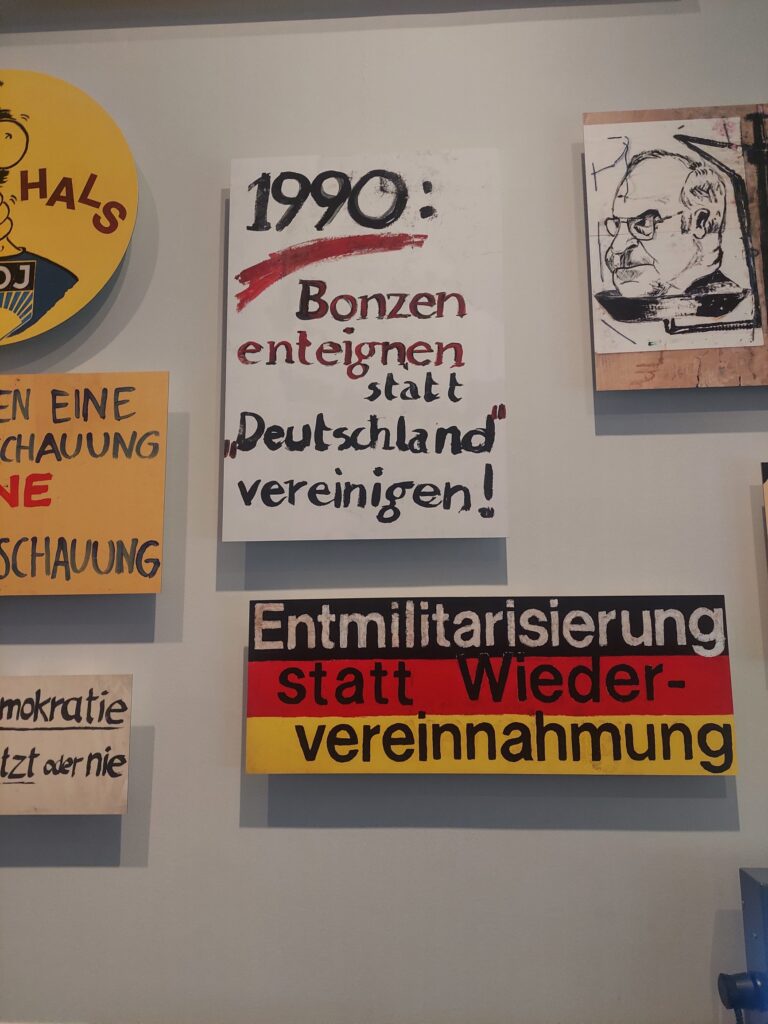 HALS
DJ
EN EINE
SCHAUUNG
NE
SCHAUUNG
mokratie
tzt oder nie
1990:
Bonzen
enteignen
statt
„Deutschland"
vereinigen!
Entmilitarisierung
statt Wieder-
vereinnahmung